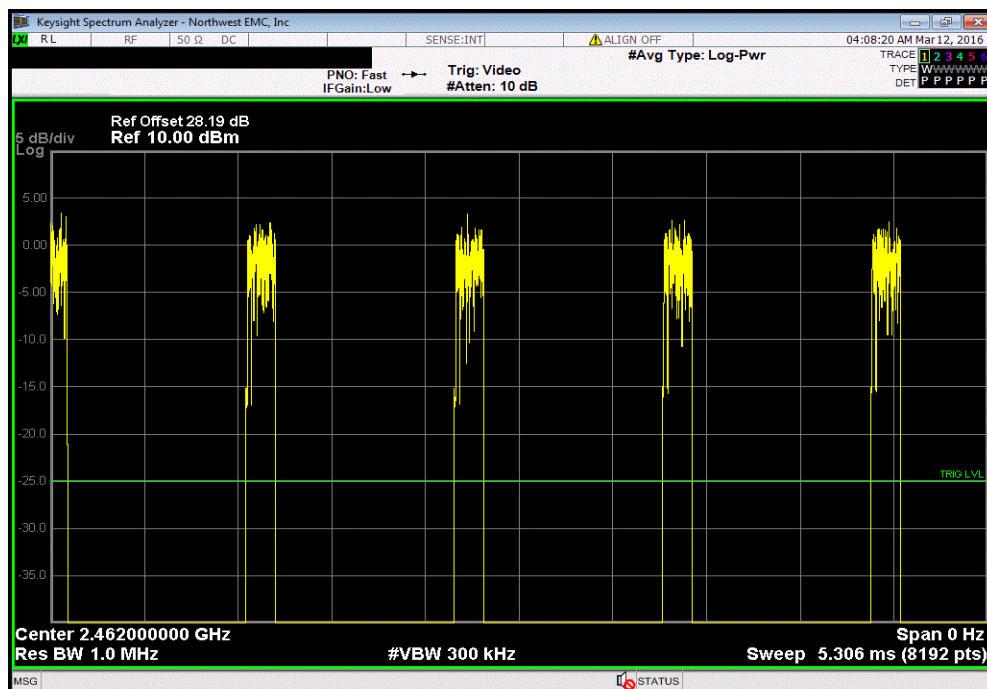 Keysight Spectrum Analyzer - Northwest EMC, Inc
LXI RL RF 50 Ω DC SENSE:INT ALIGN OFF 04:08:20 AM Mar 12, 2016
#Avg Type: Log-Pwr TRACE 1 2 3 4 5 6
PNO: Fast Trig: Video TYPE WWWWWW
IFGain:Low #Atten: 10 dB DET P P P P P P
Ref Offset 28.19 dB
5 dB/div Ref 10.00 dBm
Log
5.00
0.00
-5.00
-10.0
-15.0
-20.0
TRIG LVL
-25.0
-30.0
-35.0
Center 2.462000000 GHz Span 0 Hz
Res BW 1.0 MHz #VBW 300 kHz Sweep 5.306 ms (8192 pts)
MSG STATUS